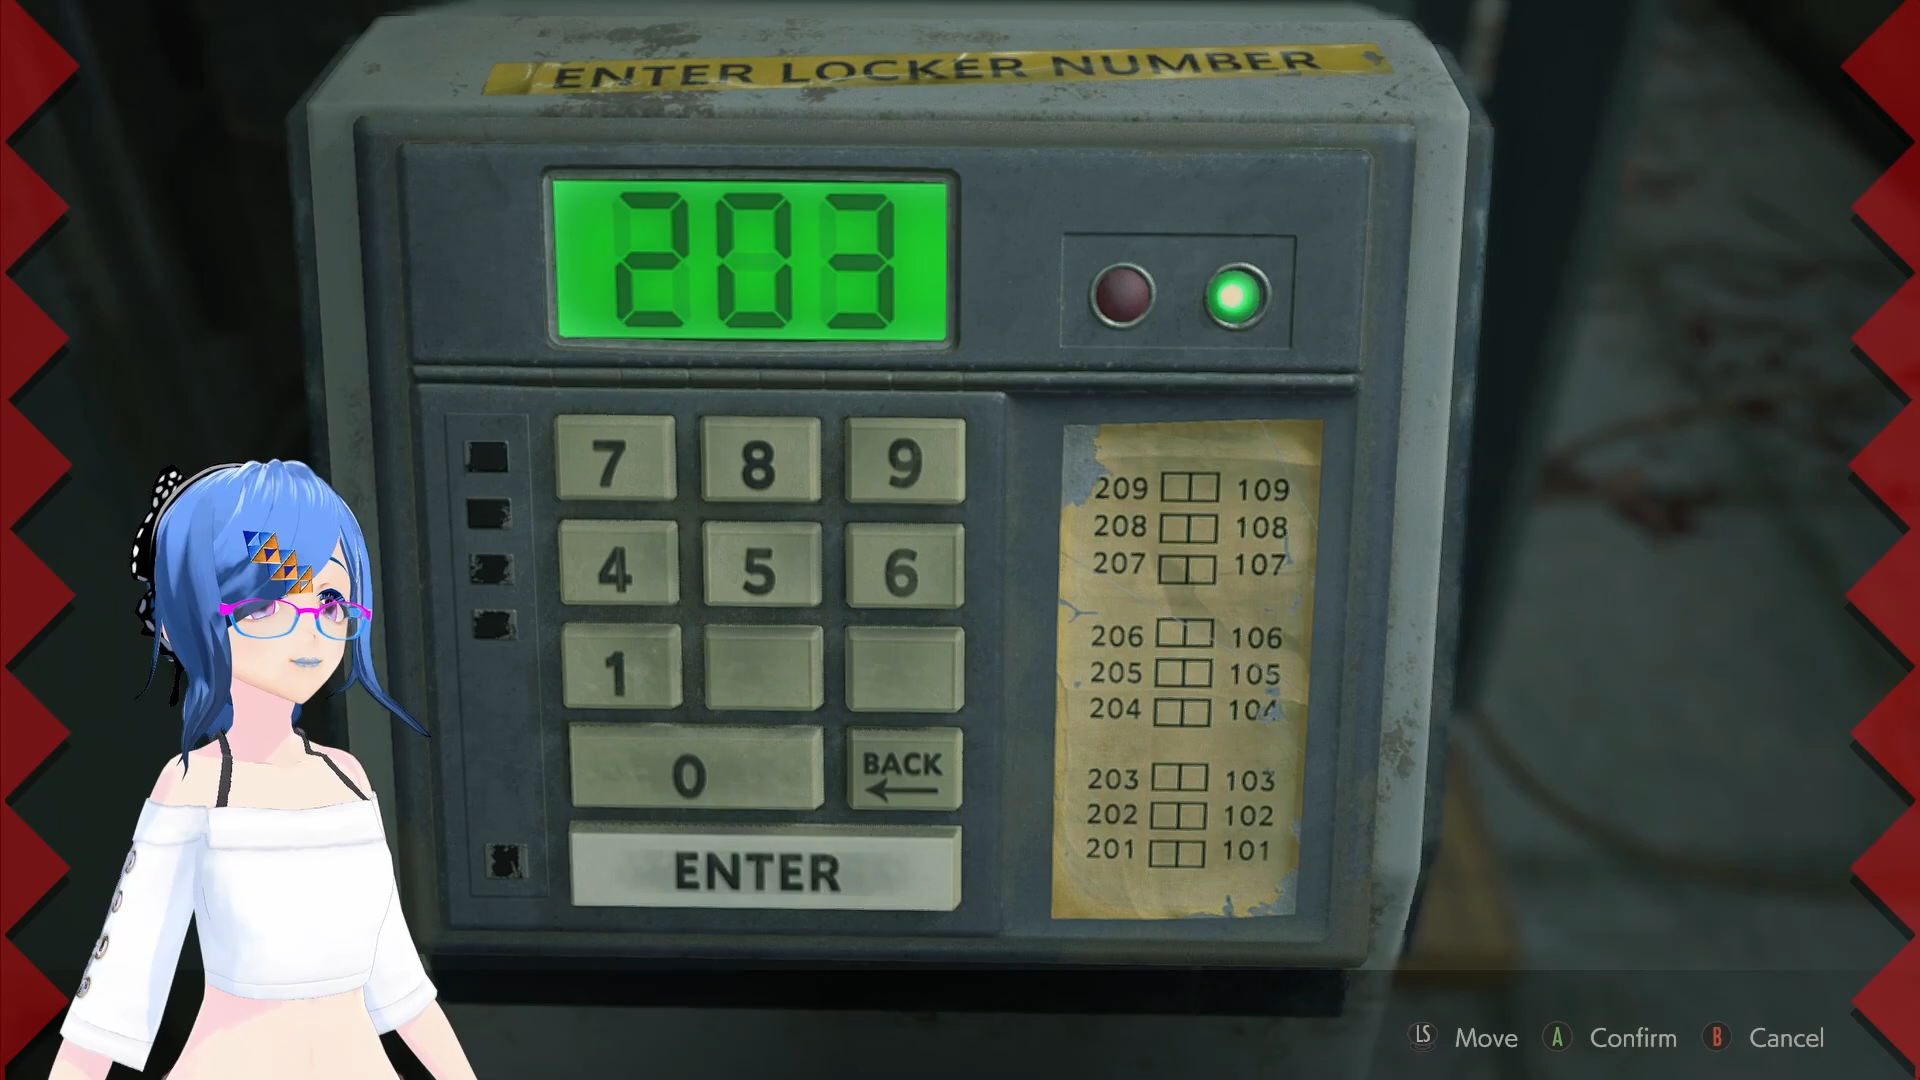 ENTER LOCKER NUMBER
203
7 8 9
4 5 6
1
0 BACK
ENTER
209 109
208 108
207 107
206 106
205 105
204 104
203 103
202 102
201 101
LS Move A Confirm B Cancel